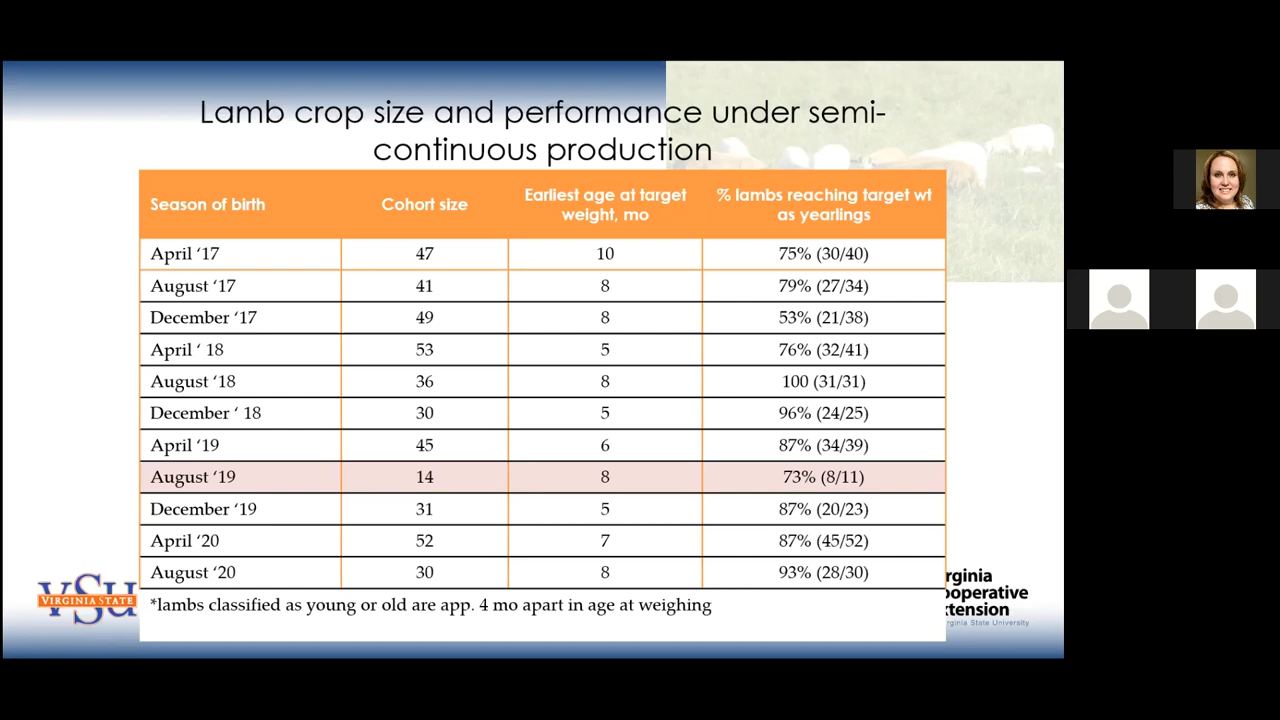 Lamb crop size and performance under semi-
continuous production
Season of birth Cohort size Earliest age at target weight, mo % lambs reaching target wt as yearlings
April ‘17 47 10 75% (30/40)
August ‘17 41 8 79% (27/34)
December ‘17 49 8 53% (21/38)
April ‘ 18 53 5 76% (32/41)
August ‘18 36 8 100 (31/31)
December ‘ 18 30 5 96% (24/25)
April ‘19 45 6 87% (34/39)
August ‘19 14 8 73% (8/11)
December ‘19 31 5 87% (20/23)
April ‘20 52 7 87% (45/52)
August ‘20 30 8 93% (28/30)
*lambs classified as young or old are app. 4 mo apart in age at weighing
VSU
VIRGINIA STATE
rginia
ooperative
xtension
rginia State University